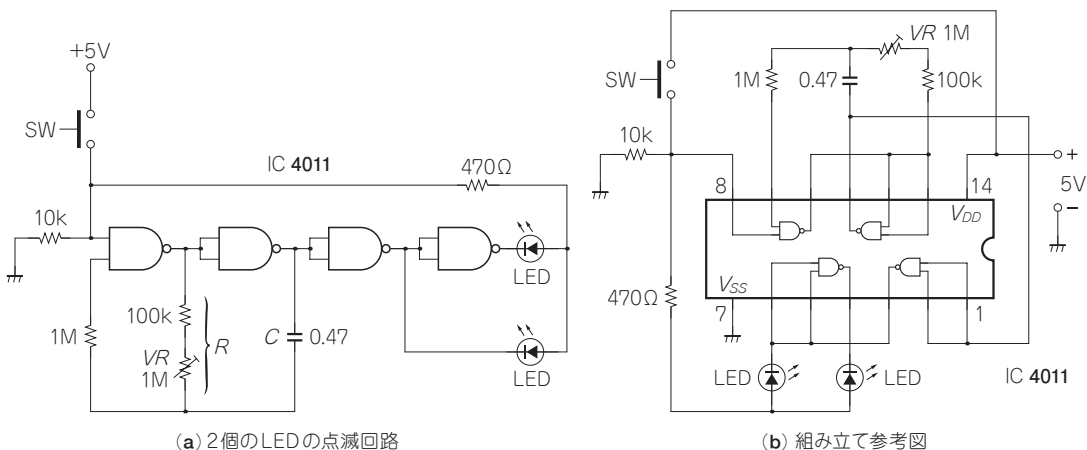 +5V
SW
IC 4011
470Ω
10k
LED
100k
1M
VR
1M
R
C 0.47
LED
(a) 2個のLEDの点滅回路
VR 1M
SW
1M
0.47
100k
10k
8
14
VDD
+
5V
−
470Ω
VSS
7
1
LED
LED
IC 4011
(b) 組み立て参考図